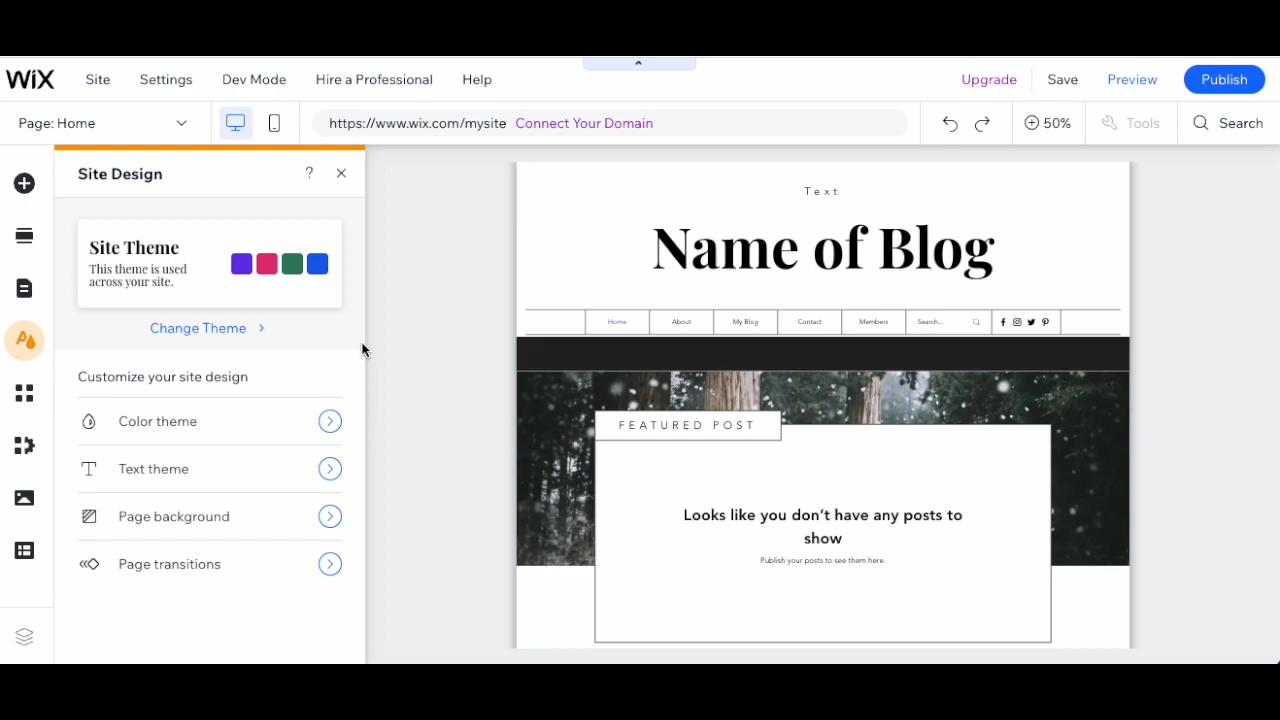 WiX Site Settings Dev Mode Hire a Professional Help Upgrade Save Preview Publish
Page: Home https://www.wix.com/mysite Connect Your Domain 50% Tools Search
Site Design ?
Site Theme
This theme is used
across your site.
Change Theme
Customize your site design
Color theme
Text theme
Page background
Page transitions
Text
Name of Blog
Home About My Blog Contact Members Search...
FEATURED POST
Looks like you don't have any posts to
show
Publish your posts to see them here.